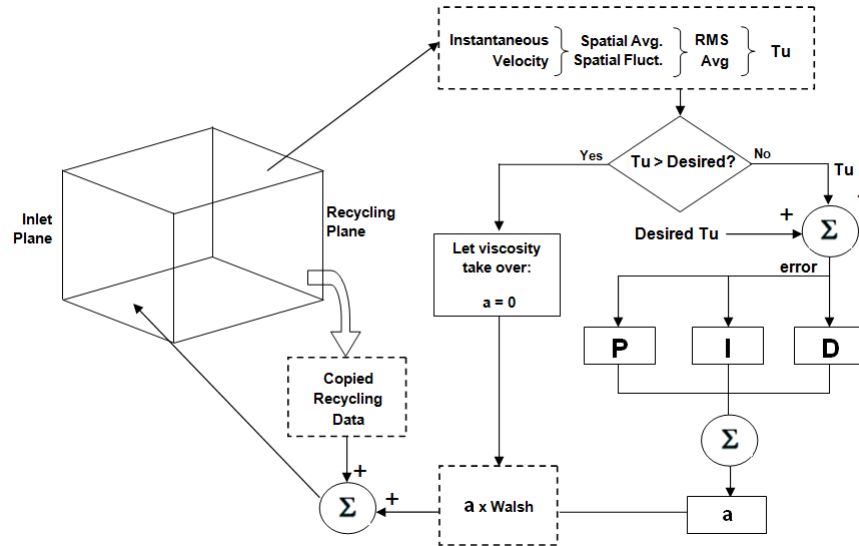 Instantaneous
Velocity
Spatial Avg.
Spatial Fluct.
RMS
Avg
Tu
Tu > Desired?
Yes
No
Tu
+
Desired Tu
Σ
error
Let viscosity
take over:
a = 0
P
I
D
Σ
a
a x Walsh
+
+
Σ
Copied
Recycling
Data
Inlet
Plane
Recycling
Plane